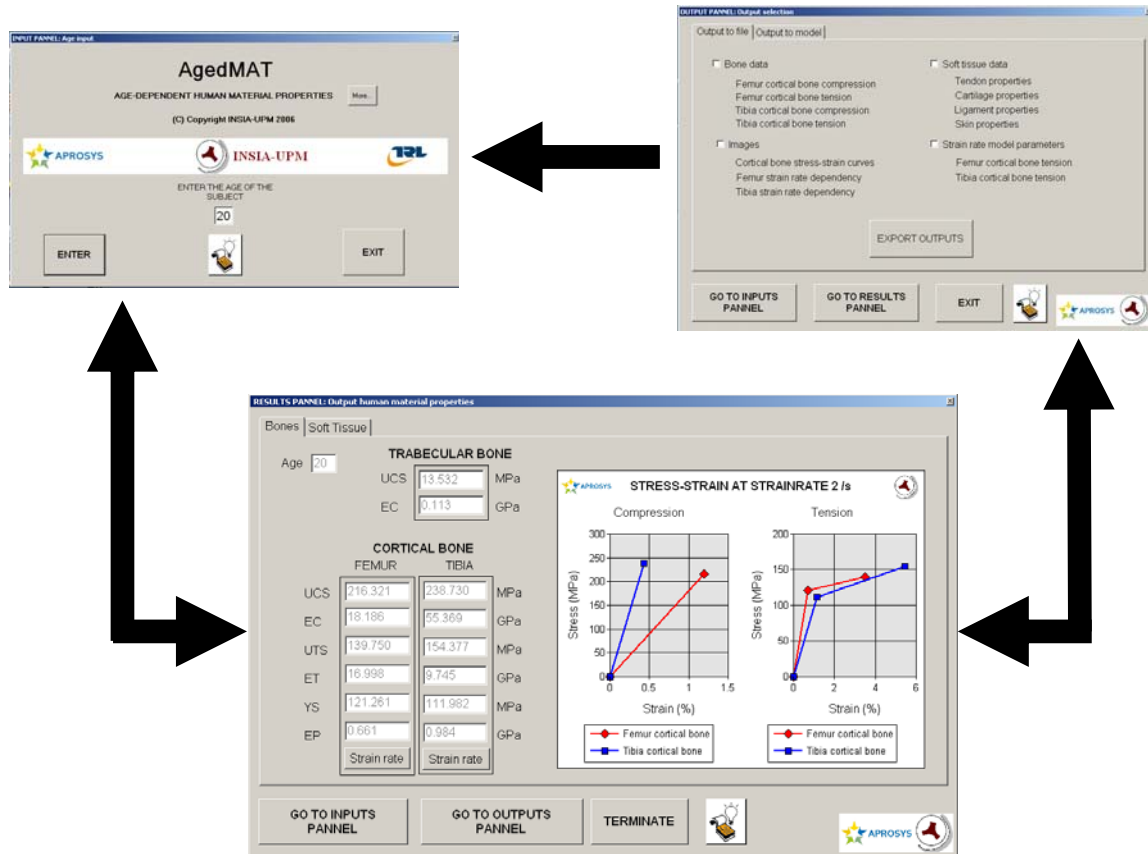 INPUT PANNEL: Age input
AgedMAT
AGE-DEPENDENT HUMAN MATERIAL PROPERTIES More...
(C) Copyright INSIA-UPM 2006
APROSYS INSIA-UPM TRL
ENTER THE AGE OF THE
SUBJECT
20
ENTER EXIT
OUTPUT PANNEL: Output selection
Output to file Output to model
Bone data
Femur cortical bone compression
Femur cortical bone tension
Tibia cortical bone compression
Tibia cortical bone tension
Soft tissue data
Tendon properties
Cartilage properties
Ligament properties
Skin properties
Images
Cortical bone stress-strain curves
Femur strain rate dependency
Tibia strain rate dependency
Strain rate model parameters
Femur cortical bone tension
Tibia cortical bone tension
EXPORT OUTPUTS
GO TO INPUTS
PANNEL
GO TO RESULTS
PANNEL
EXIT
APROSYS
RESULTS PANNEL: Output human material properties
Bones Soft Tissue
Age 20
TRABECULAR BONE
UCS 13.532 MPa
EC 0.113 GPa
CORTICAL BONE
FEMUR TIBIA
UCS 216.321 238.730 MPa
EC 18.186 55.369 GPa
UTS 139.750 154.377 MPa
ET 16.998 9.745 GPa
YS 121.261 111.982 MPa
EP 0.661 0.984 GPa
Strain rate Strain rate
APROSYS STRESS-STRAIN AT STRAINRATE 2 /s
Compression
Stress (MPa)
300
250
200
150
100
50
0
0 0.5 1 1.5
Strain (%)
Femur cortical bone
Tibia cortical bone
Tension
Stress (MPa)
200
150
100
50
0
0 2 4 6
Strain (%)
Femur cortical bone
Tibia cortical bone
GO TO INPUTS
PANNEL
GO TO OUTPUTS
PANNEL
TERMINATE
APROSYS